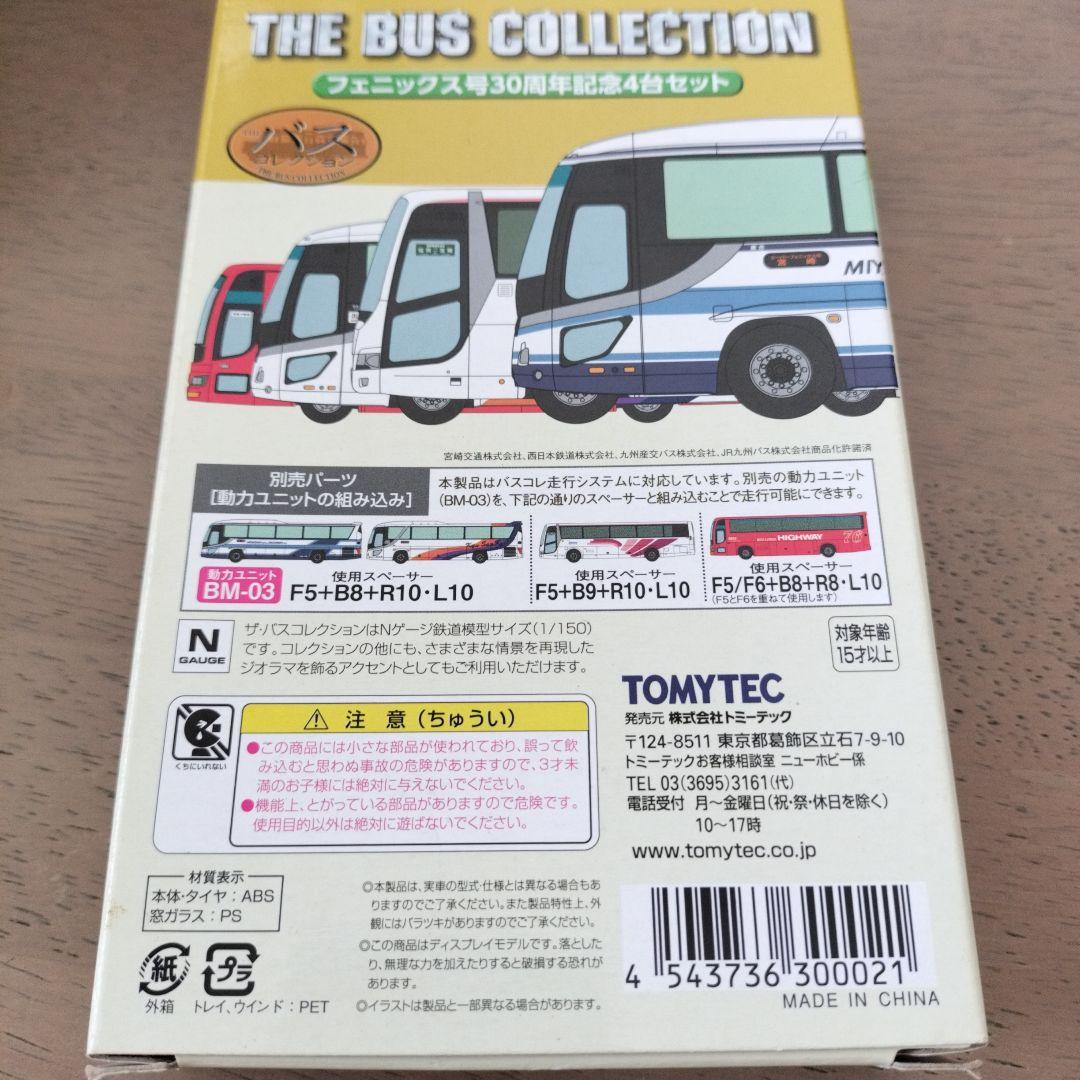 THE BUS COLLECTION
フェニックス号30周年記念4台セット
THE
バス
コレクション
THE BUS COLLECTION
宮崎
MIY
宮崎交通株式会社、西日本鉄道株式会社、九州産交バス株式会社、JR九州バス株式会社商品化許諾済
別売パーツ
[動力ユニットの組み込み]
本製品はバスコレ走行システムに対応しています。別売の動力ユニット
(BM-03)を、下記の通りのスペーサーと組み込むことで走行可能にできます。
HIGHWAY
動力ユニット
BM-03
使用スペーサー
F5+B8+R10・L10
使用スペーサー
F5+B9+R10・L10
使用スペーサー
F5/F6+B8+R8・L10
(F5とF6を重ねて使用します)
N
GAUGE
ザ・バスコレクションはNゲージ鉄道模型サイズ(1/150)
です。コレクションの他にも、さまざまな情景を再現した
ジオラマを飾るアクセントとしてもご利用いただけます。
対象年齢
15才以上
くちにいれない
⚠ 注 意(ちゅうい)
●この商品には小さな部品が使われており、誤って飲
み込むと思わぬ事故の危険がありますので、3才未
満のお子様には絶対に与えないでください。
●機能上、とがっている部品がありますので危険です。
使用目的以外は絶対に遊ばないでください。
TOMYTEC
発売元 株式会社トミーテック
〒124-8511 東京都葛飾区立石7-9-10
トミーテックお客様相談室 ニューホビー係
TEL 03(3695)3161(代)
電話受付 月〜金曜日(祝・祭・休日を除く)
10〜17時
www.tomytec.co.jp
材質表示
本体・タイヤ:ABS
窓ガラス:PS
紙
外箱
プラ
トレイ、ウインド:PET
◎本製品は、実車の型式・仕様とは異なる場合もあ
りますのでご了承ください。また製品特性上、外
観にはバラツキがありますのでご了承ください。
◎この商品はディスプレイモデルです。落とした
り、無理な力を加えたりすると破損する恐れが
あります。
◎イラストは製品と一部異なる場合があります。
4 543736 300021
MADE IN CHINA